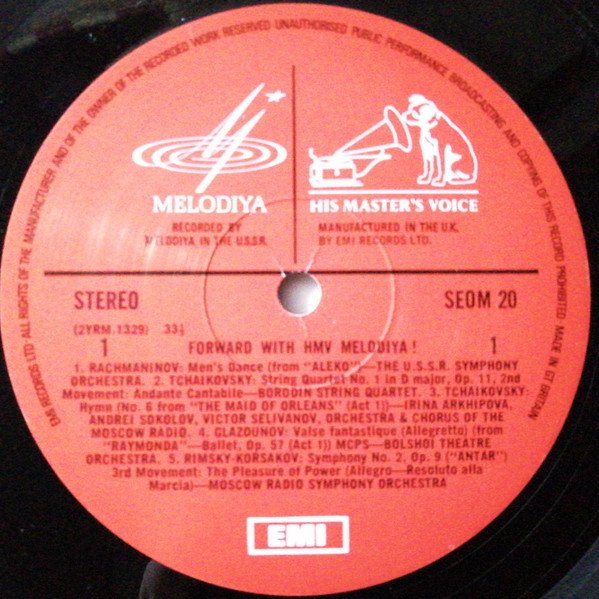 EMI RECORDS LTD ALL RIGHTS OF THE MANUFACTURER AND OF THE OWNER OF THE RECORDED WORK RESERVED UNAUTHORISED PUBLIC PERFORMANCE BROADCASTING AND COPYING OF THIS RECORD PROHIBITED MADE IN GT BRITAIN
MELODIYA
RECORDED BY
MELODIYA IN THE U.S.S.R.
HIS MASTER'S VOICE
MANUFACTURED IN THE U.K.
BY EMI RECORDS LTD.
STEREO
SEOM 20
(2YRM 1329) 33⅓
1 FORWARD WITH HMV MELODIYA! 1
1. RACHMANINOV: Men's Dance (from "ALEKO")—THE U.S.S.R. SYMPHONY
ORCHESTRA. 2. TCHAIKOVSKY: String Quartet No. 1 in D major, Op. 11, 2nd
Movement: Andante Cantabile—BORODIN STRING QUARTET. 3. TCHAIKOVSKY:
Hymn (No. 6 from "THE MAID OF ORLEANS" (Act 1))—IRINA ARKHIPOVA,
ANDREI SOKOLOV, VICTOR SELIVANOV, ORCHESTRA & CHORUS OF THE
MOSCOW RADIO. 4. GLAZOUNOV: Valse fantastique (Allegretto) (from
"RAYMONDA"—Ballet, Op. 57 (Act 1)) MCPS—BOLSHOI THEATRE
ORCHESTRA. 5. RIMSKY-KORSAKOV: Symphony No. 2, Op. 9 ("ANTAR")
3rd Movement: The Pleasure of Power (Allegro—Resoluto alla
Marcia)—MOSCOW RADIO SYMPHONY ORCHESTRA
EMI